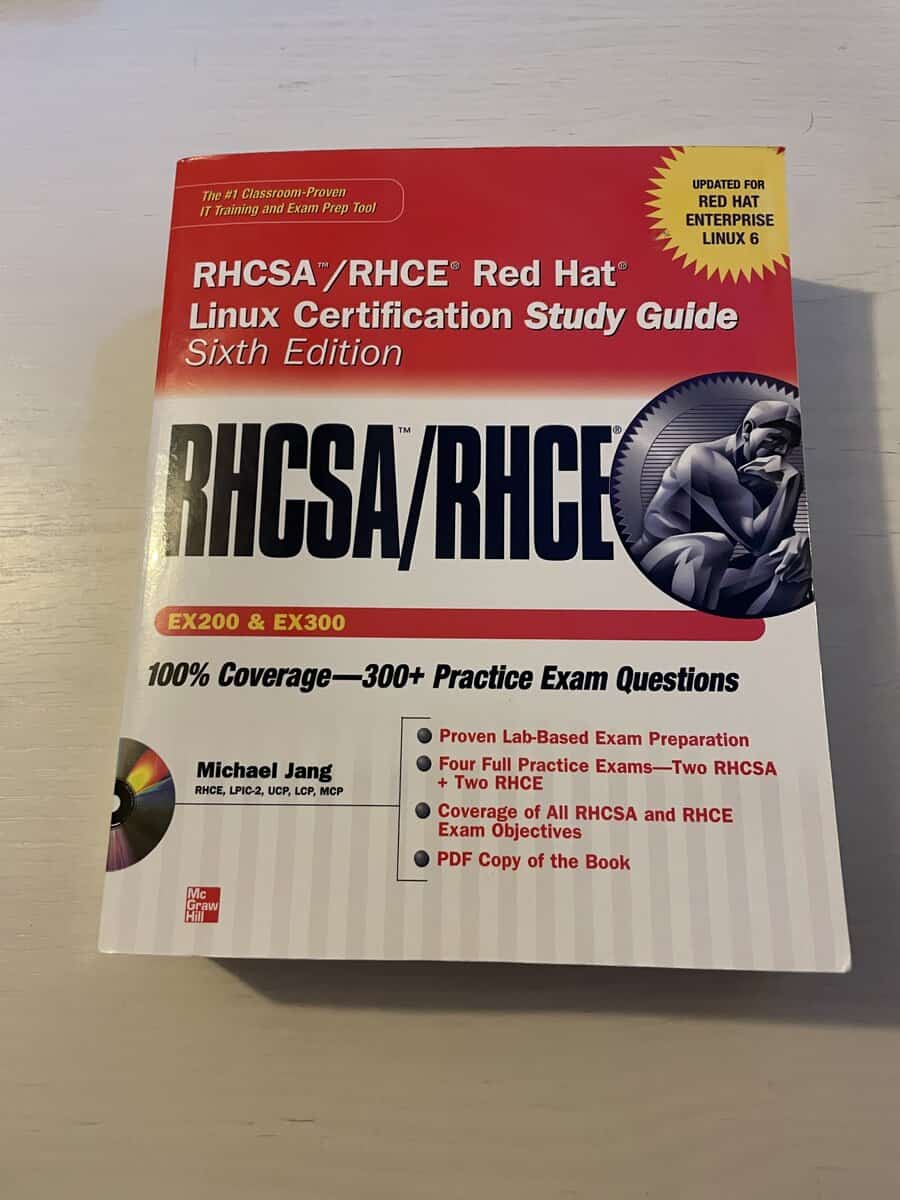 The #1 Classroom-Proven
IT Training and Exam Prep Tool
UPDATED FOR
RED HAT
ENTERPRISE
LINUX 6
RHCSA™/RHCE® Red Hat®
Linux Certification Study Guide
Sixth Edition
RHCSA™/RHCE®
EX200 & EX300
100% Coverage—300+ Practice Exam Questions
Michael Jang
RHCE, LPIC-2, UCP, LCP, MCP
Proven Lab-Based Exam Preparation
Four Full Practice Exams—Two RHCSA
+ Two RHCE
Coverage of All RHCSA and RHCE
Exam Objectives
PDF Copy of the Book
Mc
Graw
Hill